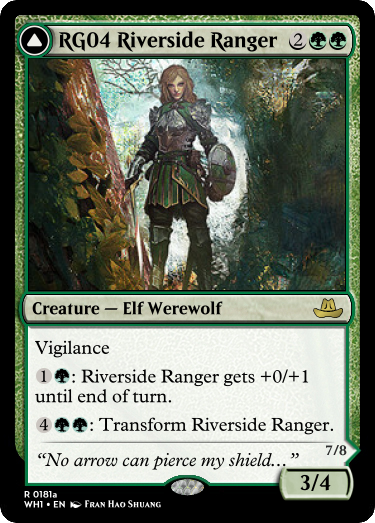 RG04 Riverside Ranger 2
Creature — Elf Werewolf
Vigilance
1: Riverside Ranger gets +0/+1
until end of turn.
4: Transform Riverside Ranger.
7/8
“No arrow can pierce my shield…”
3/4
R 0181a
WH1 • EN Fran Hao Shuang